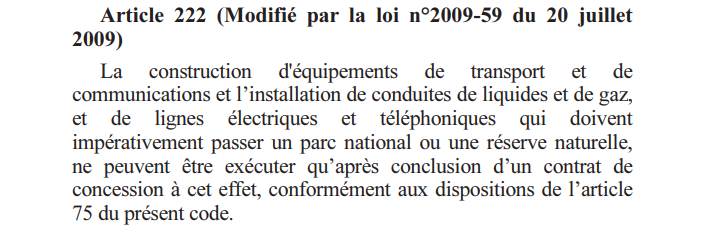 Article 222 (Modifié par la loi n°2009-59 du 20 juillet
2009)
La construction d'équipements de transport et de
communications et l’installation de conduites de liquides et de gaz,
et de lignes électriques et téléphoniques qui doivent
impérativement passer un parc national ou une réserve naturelle,
ne peuvent être exécuter qu’après conclusion d’un contrat de
concession à cet effet, conformément aux dispositions de l’article
75 du présent code.